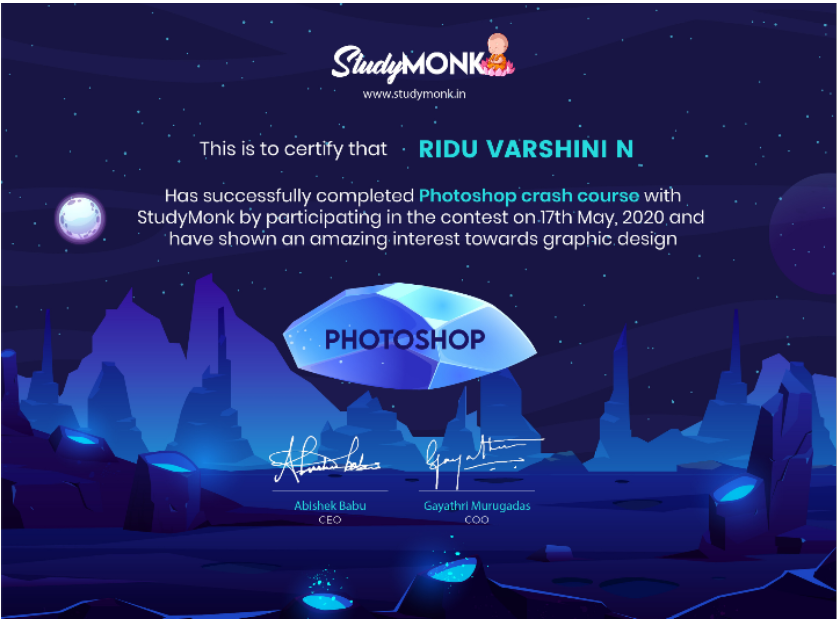 StudyMONK
www.studymonk.in
This is to certify that RIDU VARSHINI N
Has successfully completed Photoshop crash course with
StudyMonk by participating in the contest on 17th May, 2020 and
have shown an amazing interest towards graphic design
PHOTOSHOP
Abishek Babu Gayathri Murugadas
CEO COO